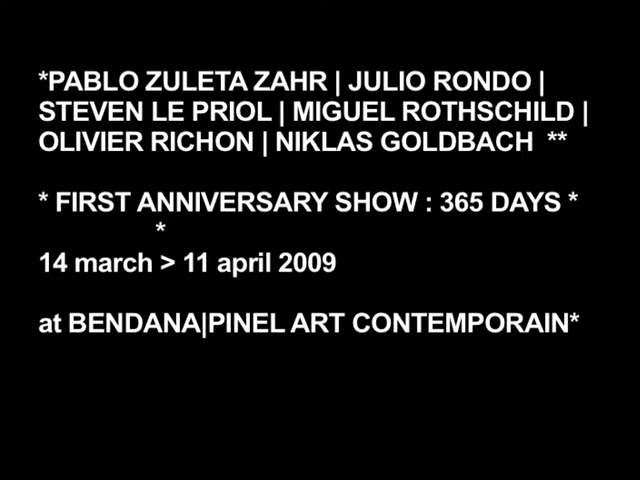 *PABLO ZULETA ZAHR | JULIO RONDO |
STEVEN LE PRIOL | MIGUEL ROTHSCHILD |
OLIVIER RICHON | NIKLAS GOLDBACH **
* FIRST ANNIVERSARY SHOW : 365 DAYS *
*
14 march > 11 april 2009
at BENDANA|PINEL ART CONTEMPORAIN*